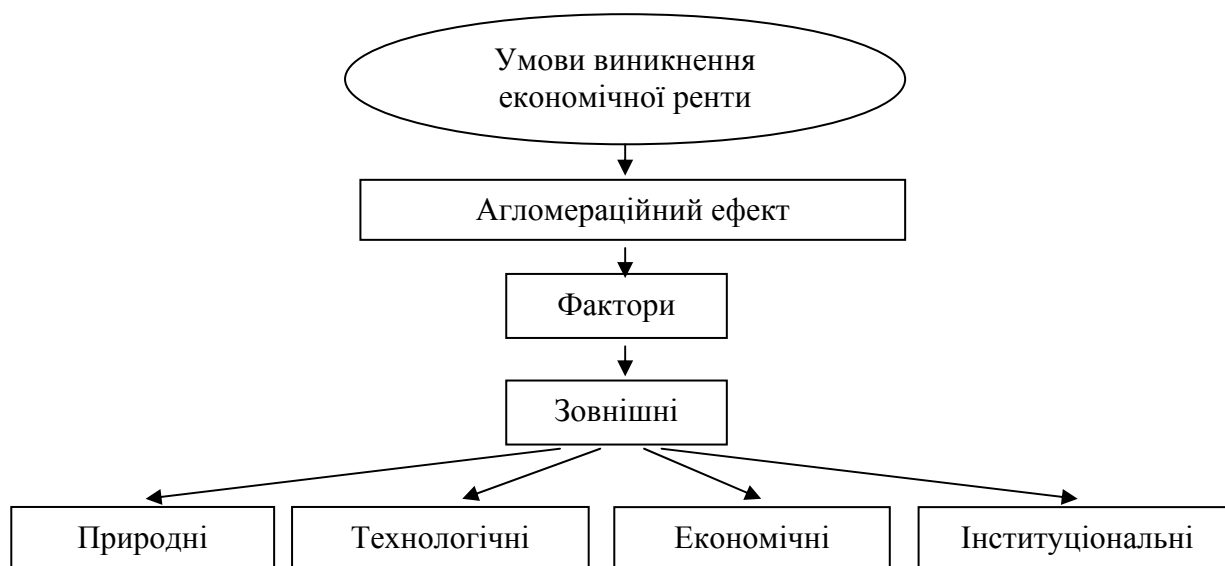 Умови виникнення
економічної ренти
Агломераційний ефект
Фактори
Зовнішні
Природні
Технологічні
Економічні
Інституціональні